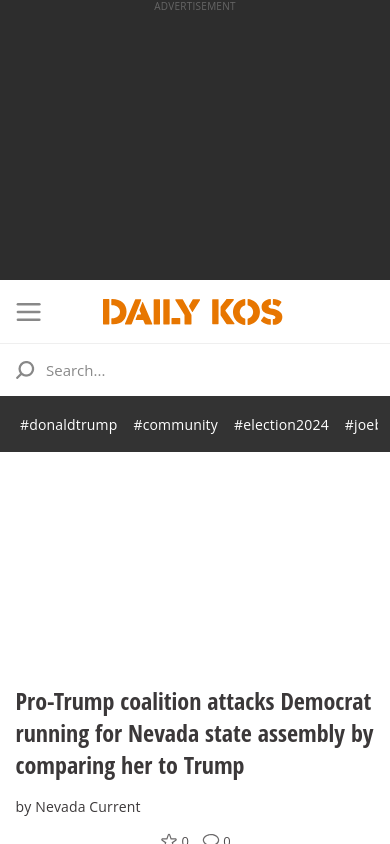 ADVERTISEMENT
DAILY KOS
Search...
#donaldtrump #community #election2024 #joeb
Pro-Trump coalition attacks Democrat
running for Nevada state assembly by
comparing her to Trump
by Nevada Current
0 0